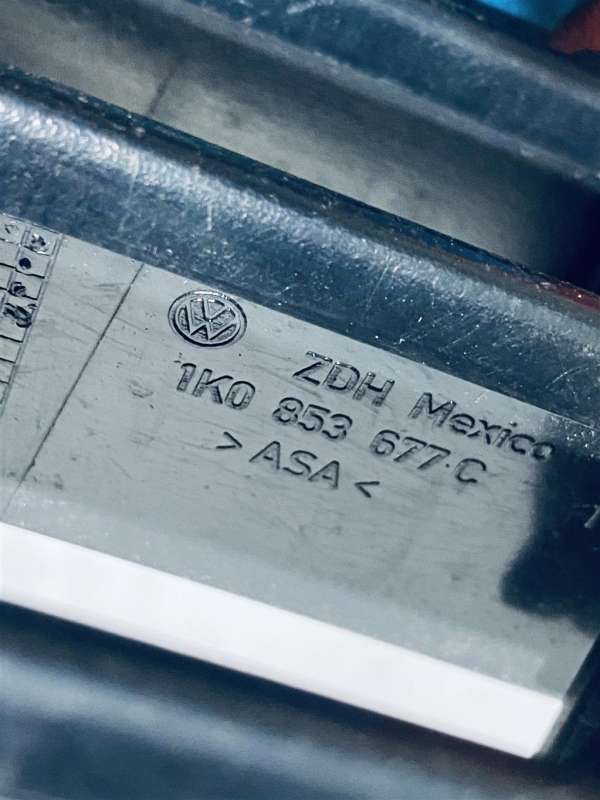 ZDH Mexico
1K0 853 677 C
>ASA<